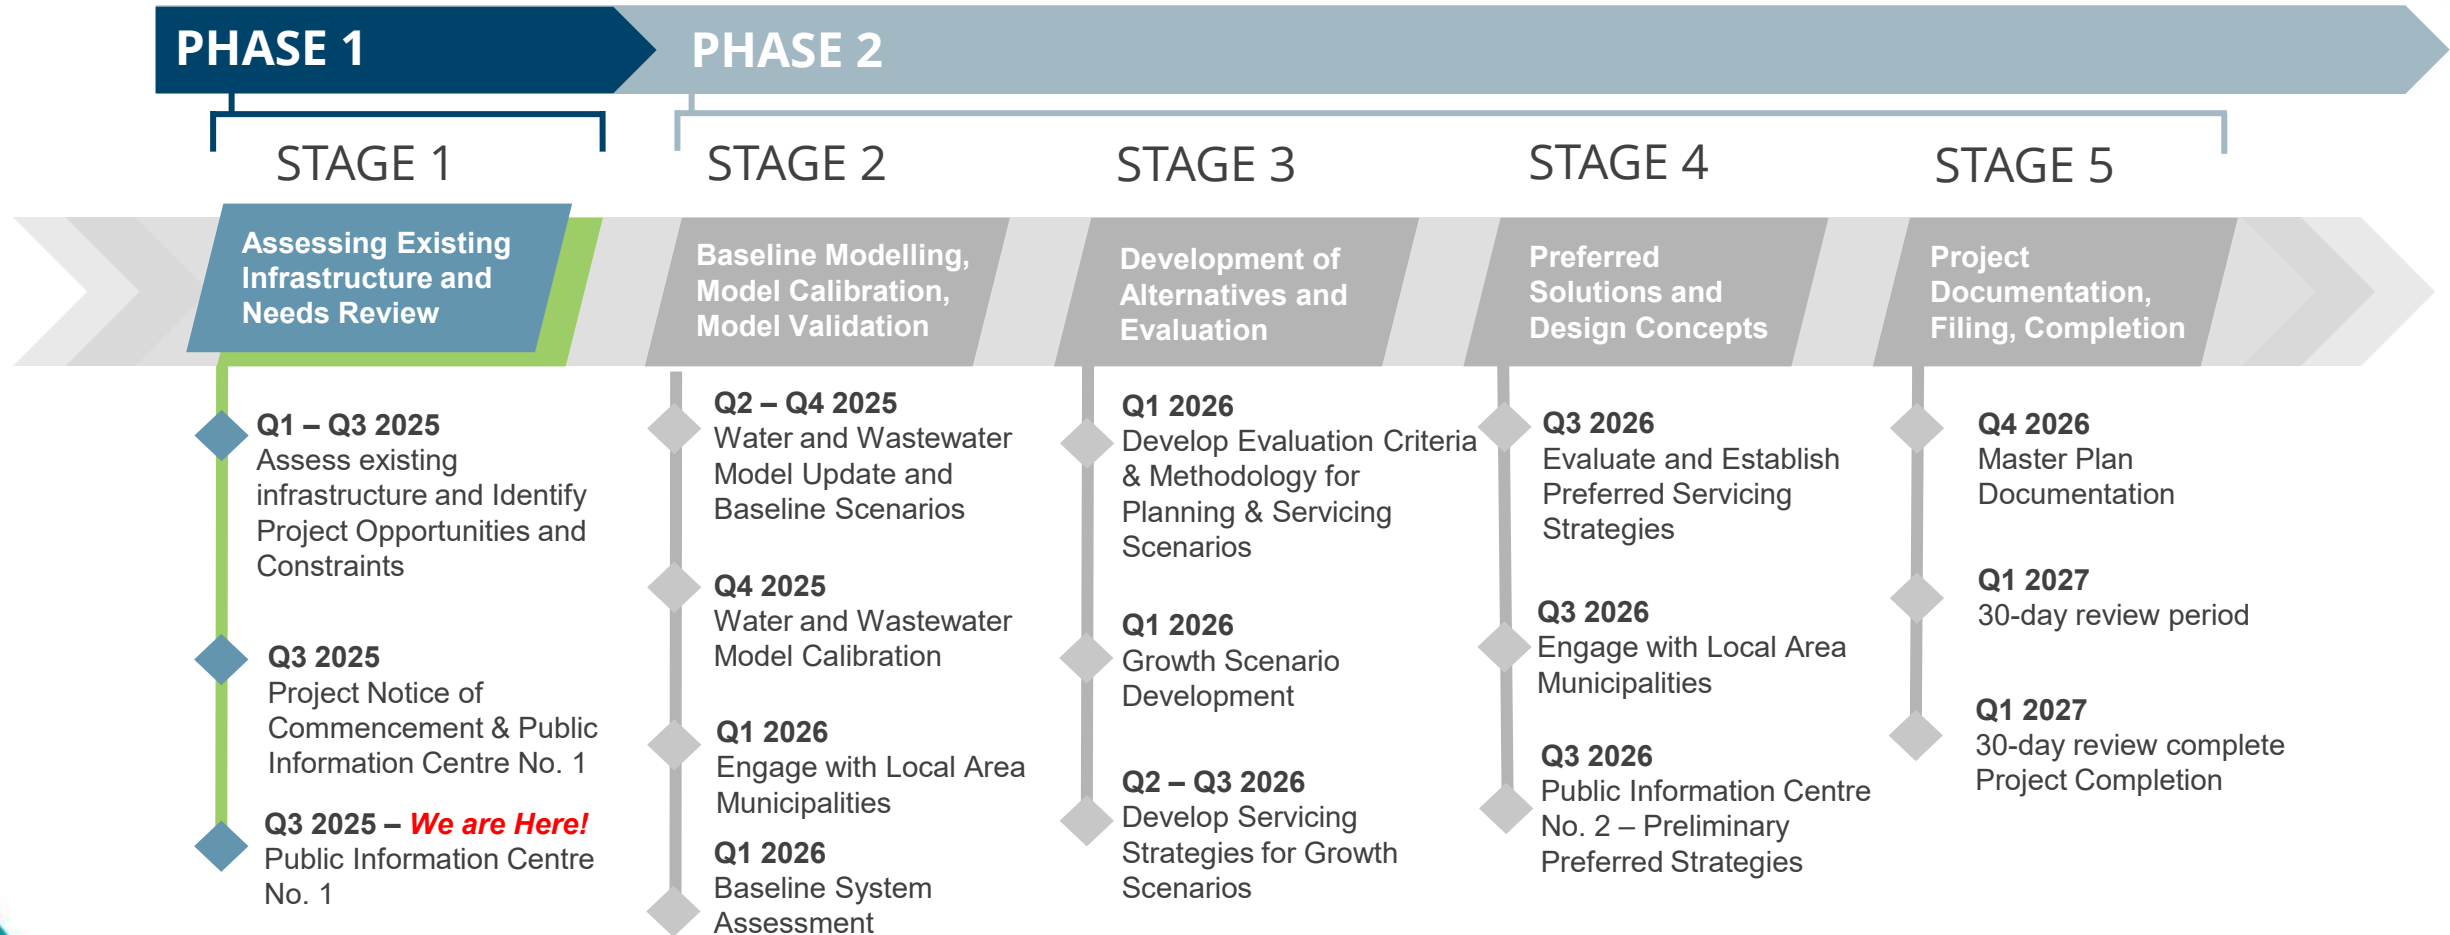 PHASE 1
PHASE 2
STAGE 1
STAGE 2
STAGE 3
STAGE 4
STAGE 5
Assessing Existing
Infrastructure and
Needs Review
Baseline Modelling,
Model Calibration,
Model Validation
Development of
Alternatives and
Evaluation
Preferred
Solutions and
Design Concepts
Project
Documentation,
Filing, Completion
Q1 – Q3 2025
Assess existing
infrastructure and Identify
Project Opportunities and
Constraints
Q3 2025
Project Notice of
Commencement & Public
Information Centre No. 1
Q3 2025 – We are Here!
Public Information Centre
No. 1
Q2 – Q4 2025
Water and Wastewater
Model Update and
Baseline Scenarios
Q4 2025
Water and Wastewater
Model Calibration
Q1 2026
Engage with Local Area
Municipalities
Q1 2026
Baseline System
Assessment
Q1 2026
Develop Evaluation Criteria
& Methodology for
Planning & Servicing
Scenarios
Q1 2026
Growth Scenario
Development
Q2 – Q3 2026
Develop Servicing
Strategies for Growth
Scenarios
Q3 2026
Evaluate and Establish
Preferred Servicing
Strategies
Q3 2026
Engage with Local Area
Municipalities
Q3 2026
Public Information Centre
No. 2 – Preliminary
Preferred Strategies
Q4 2026
Master Plan
Documentation
Q1 2027
30-day review period
Q1 2027
30-day review complete
Project Completion